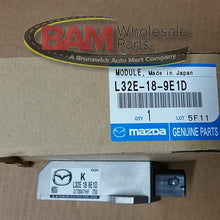 BAM Wholesale
Parts
A Brunswick Auto Mart Company
MODULE, Made in Japan
L32E-18-9E1D
QTY
1
LOT 5F11
mazda GENUINE PARTS
K
L32E 18 9E1D